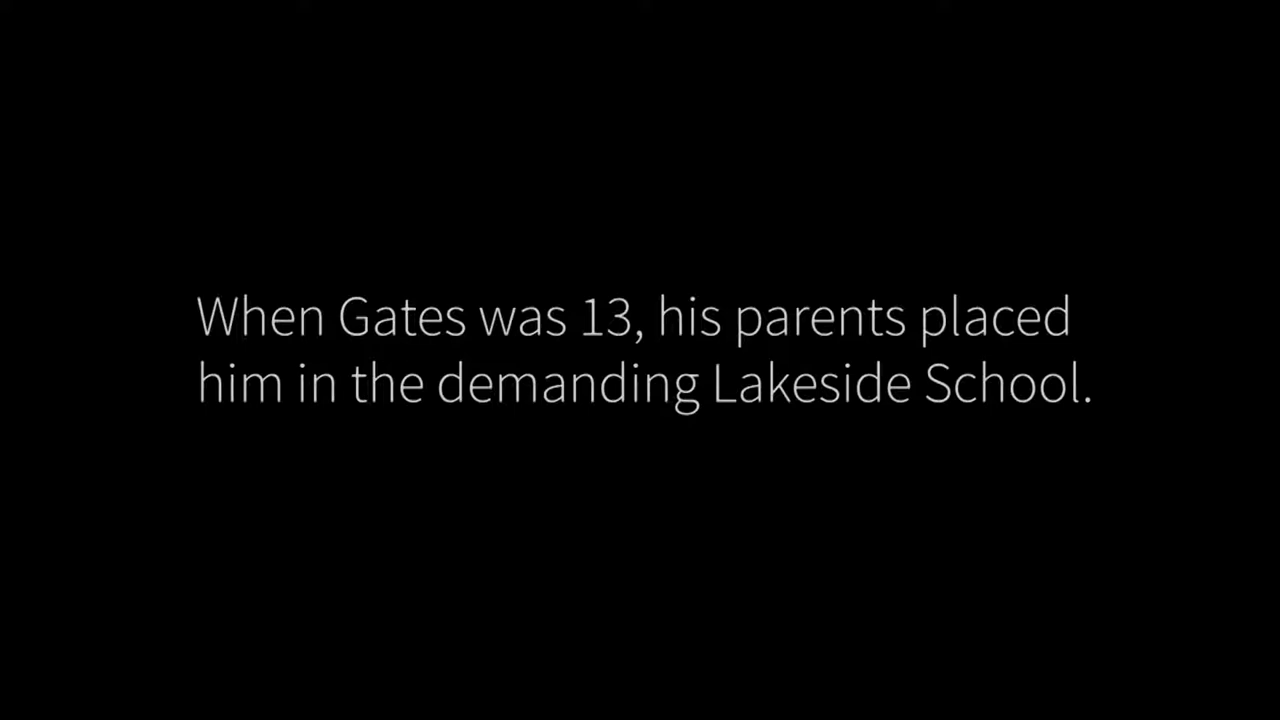 When Gates was 13, his parents placed
him in the demanding Lakeside School.